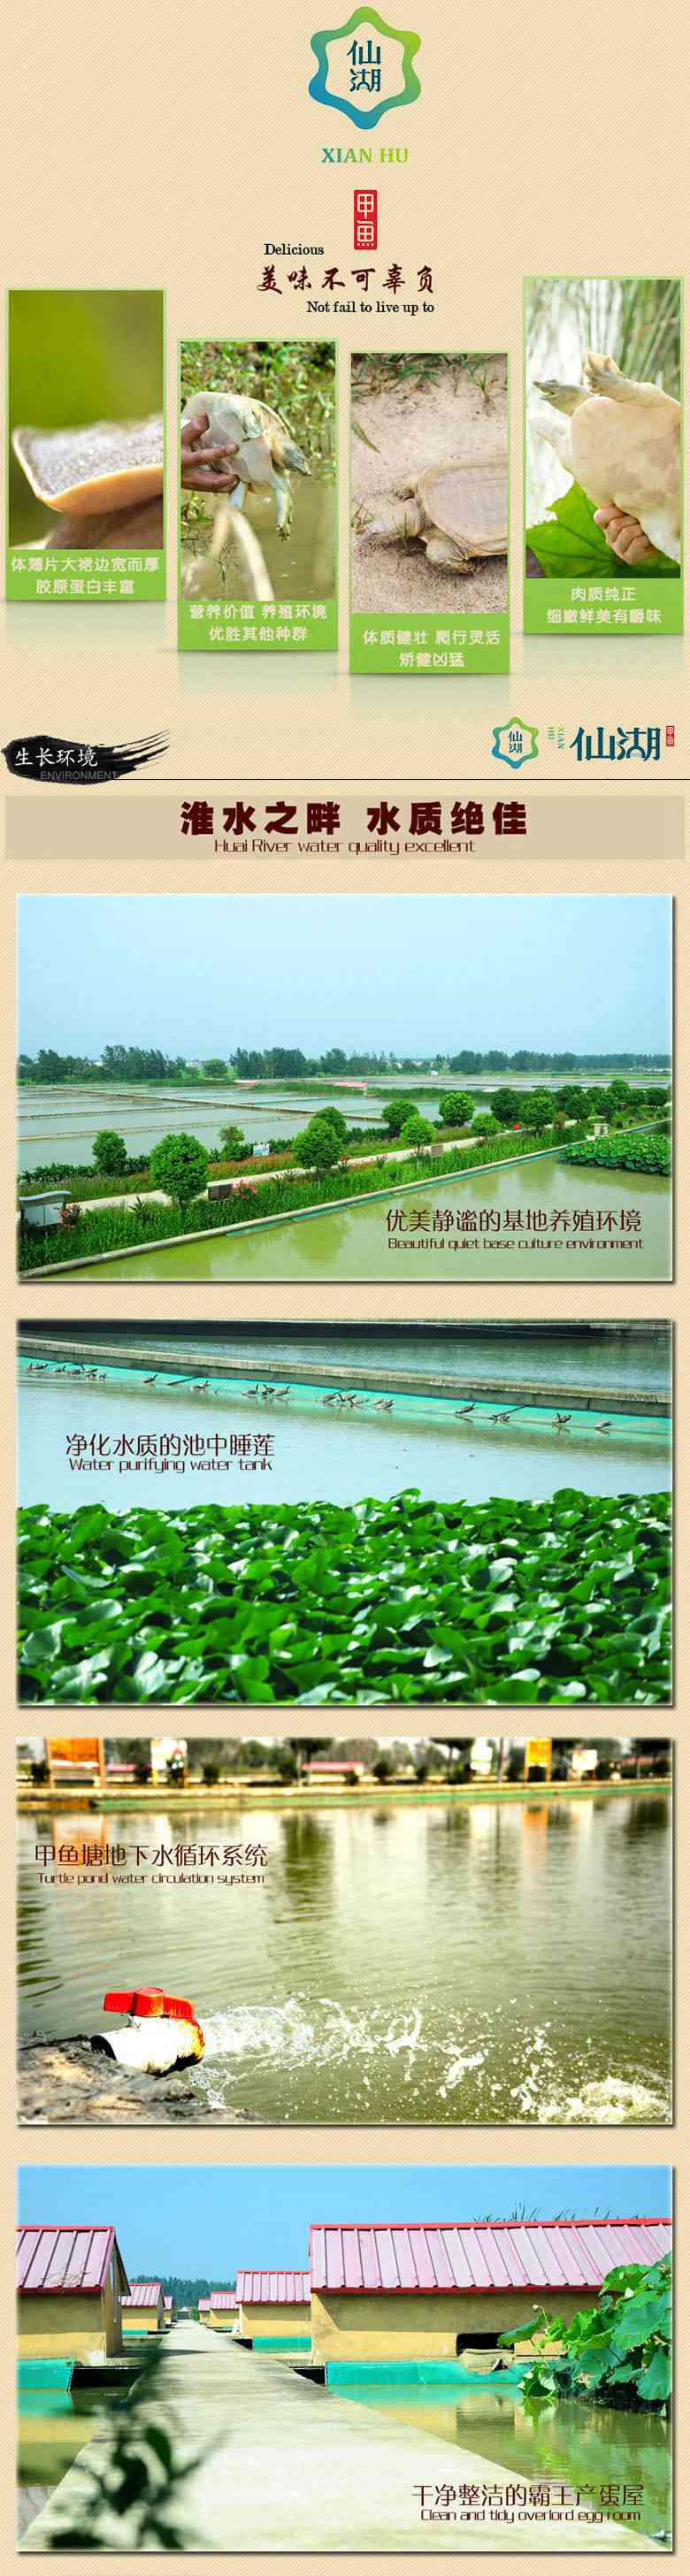 仙
湖
XIAN HU
甲
鱼
Delicious
美味不可辜负
Not fail to live up to
体薄片大裙边宽而厚
胶原蛋白丰富
营养价值 养殖环境
优胜其他种群
体质健壮 爬行灵活
矫健凶猛
肉质纯正
细嫩鲜美有嚼味
生长环境
ENVIRONMENT
仙
湖
XIAN
HU
仙湖
甲鱼
淮水之畔 水质绝佳
Huai River water quality excellent
优美静谧的基地养殖环境
Beautiful quiet base culture environment
净化水质的池中睡莲
Water purifying water tank
甲鱼塘地下水循环系统
Turtle pond water circulation system
干净整洁的霸王产蛋屋
Clean and tidy overlord egg room